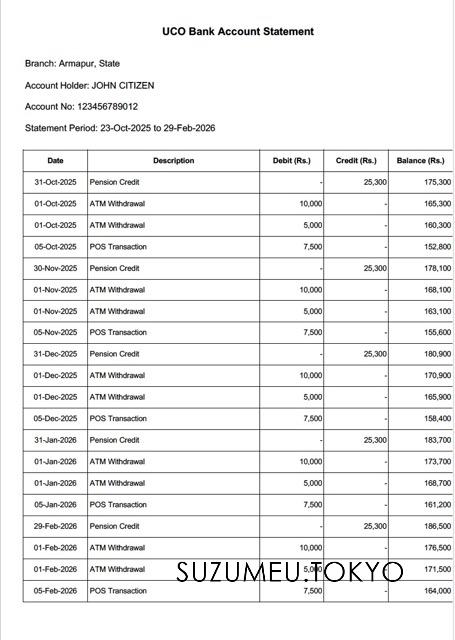 UCO Bank Account Statement
Branch: Armapur, State
Account Holder: JOHN CITIZEN
Account No: 123456789012
Statement Period: 23-Oct-2025 to 29-Feb-2026
Date Description Debit (Rs.) Credit (Rs.) Balance (Rs.)
31-Oct-2025 Pension Credit - 25,300 175,300
01-Oct-2025 ATM Withdrawal 10,000 - 165,300
01-Oct-2025 ATM Withdrawal 5,000 - 160,300
05-Oct-2025 POS Transaction 7,500 - 152,800
30-Nov-2025 Pension Credit - 25,300 178,100
01-Nov-2025 ATM Withdrawal 10,000 - 168,100
01-Nov-2025 ATM Withdrawal 5,000 - 163,100
05-Nov-2025 POS Transaction 7,500 - 155,600
31-Dec-2025 Pension Credit - 25,300 180,900
01-Dec-2025 ATM Withdrawal 10,000 - 170,900
01-Dec-2025 ATM Withdrawal 5,000 - 165,900
05-Dec-2025 POS Transaction 7,500 - 158,400
31-Jan-2026 Pension Credit - 25,300 183,700
01-Jan-2026 ATM Withdrawal 10,000 - 173,700
01-Jan-2026 ATM Withdrawal 5,000 - 168,700
05-Jan-2026 POS Transaction 7,500 - 161,200
29-Feb-2026 Pension Credit - 25,300 186,500
01-Feb-2026 ATM Withdrawal 10,000 - 176,500
01-Feb-2026 ATM Withdrawal 5,000 - 171,500
SUZUMEU.TOKYO
05-Feb-2026 POS Transaction 7,500 - 164,000